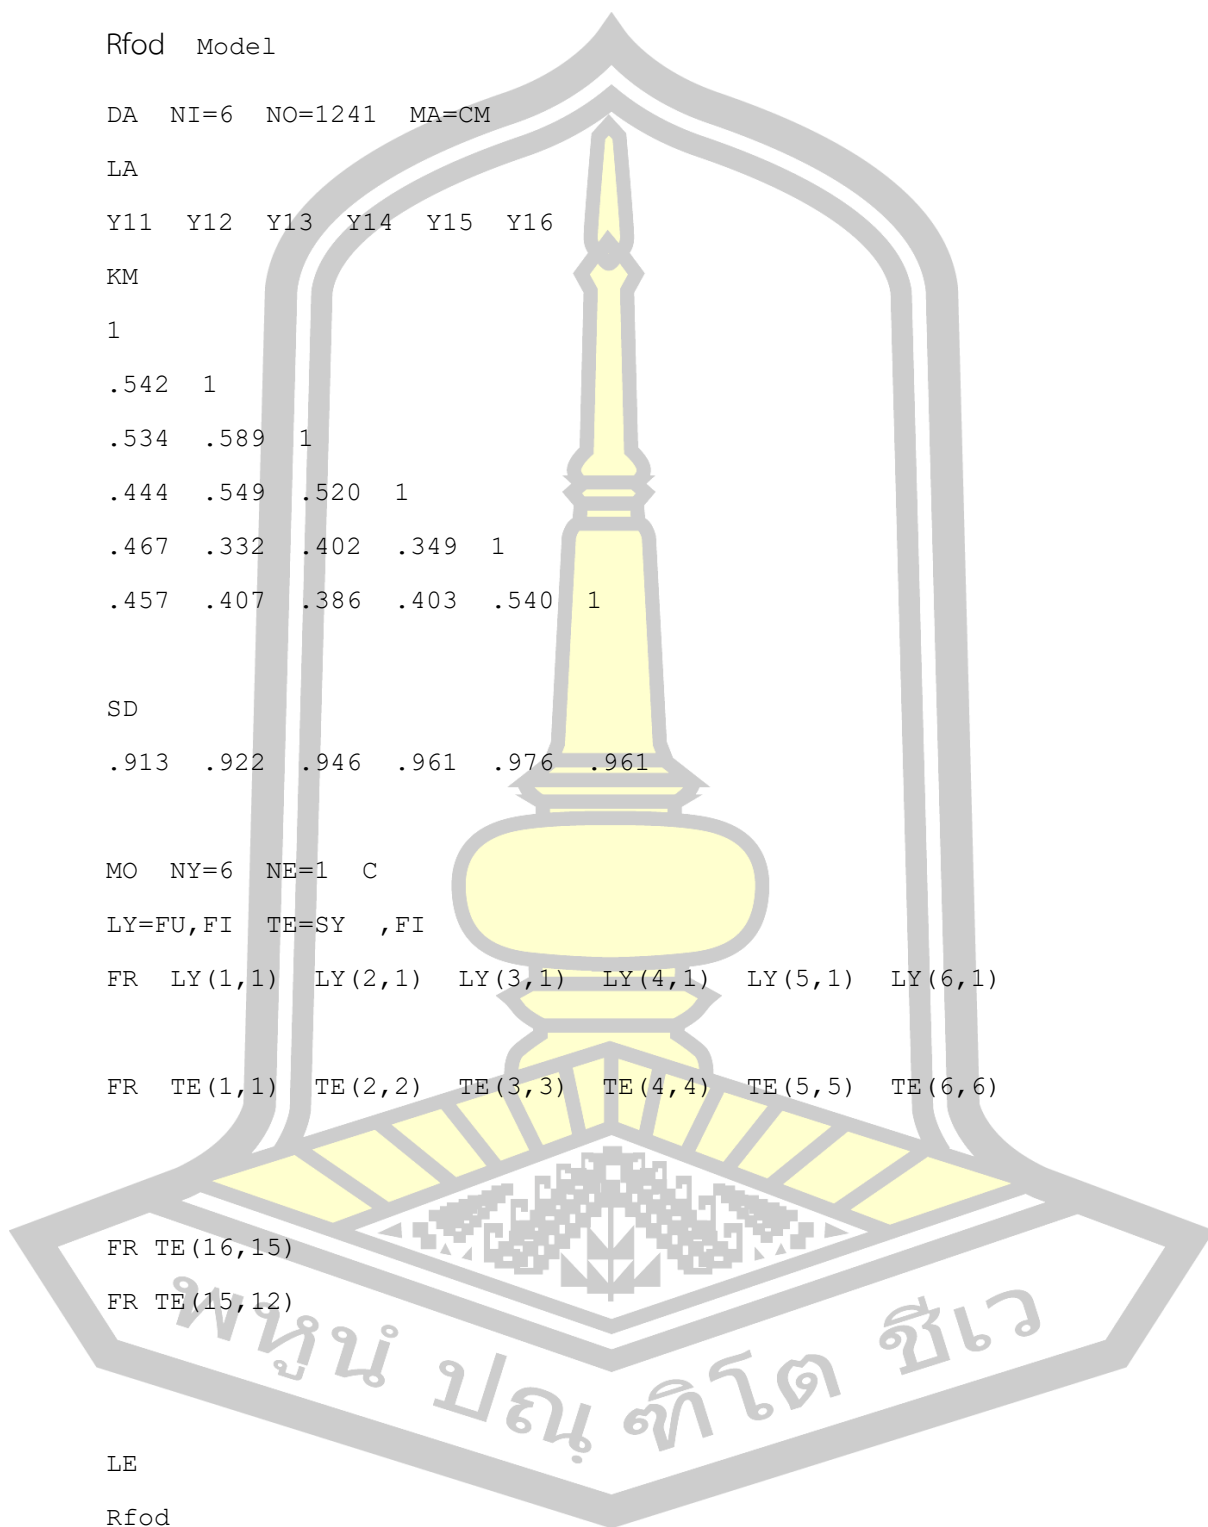 Rfod Model
DA NI=6 NO=1241 MA=CM
LA
Y11 Y12 Y13 Y14 Y15 Y16
KM
1
.542 1
.534 .589 1
.444 .549 .520 1
.467 .332 .402 .349 1
.457 .407 .386 .403 .540 1
SD
.913 .922 .946 .961 .976 .961
MO NY=6 NE=1 C
LY=FU,FI TE=SY ,FI
FR LY(1,1) LY(2,1) LY(3,1) LY(4,1) LY(5,1) LY(6,1)
FR TE(1,1) TE(2,2) TE(3,3) TE(4,4) TE(5,5) TE(6,6)
FR TE(16,15)
FR TE(15,12)
พหูนํ ปณฺฑิโต ชีเว
LE
Rfod